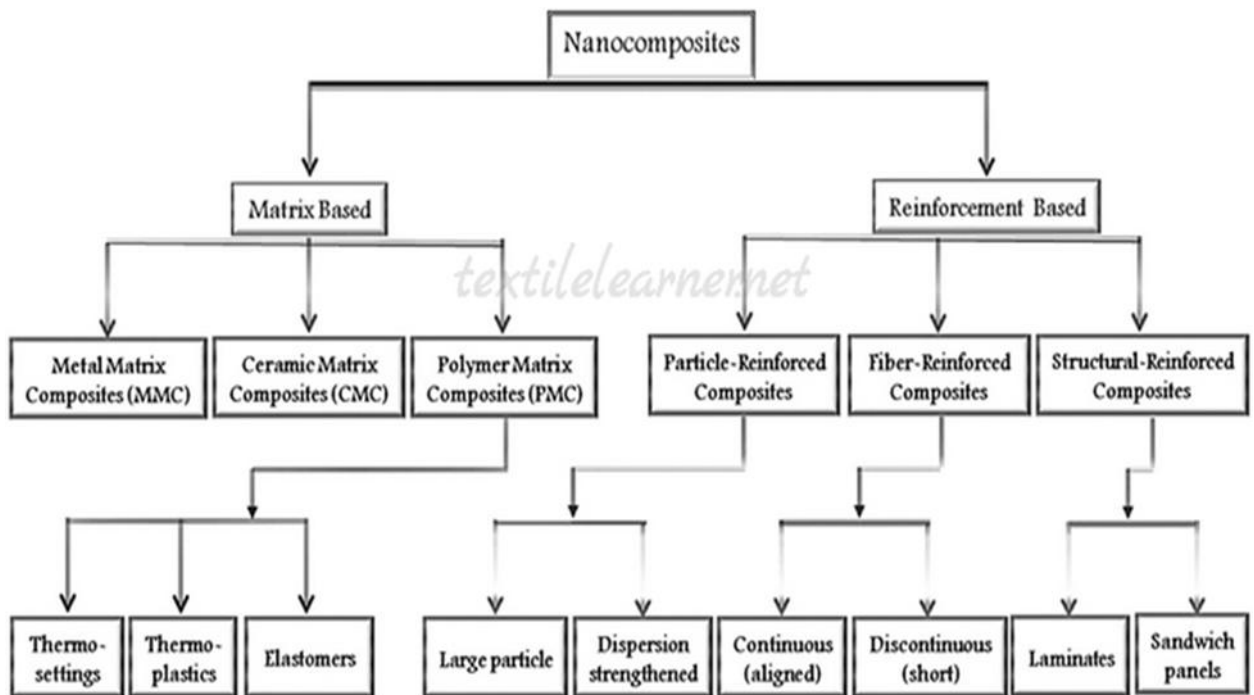 Nanocomposites
Matrix Based
Reinforcement Based
textilelearner.net
Metal Matrix
Composites (MMC)
Ceramic Matrix
Composites (CMC)
Polymer Matrix
Composites (PMC)
Particle-Reinforced
Composites
Fiber-Reinforced
Composites
Structural-Reinforced
Composites
Thermo-
settings
Thermo-
plastics
Elastomers
Large particle
Dispersion
strengthened
Continuous
(aligned)
Discontinuous
(short)
Laminates
Sandwich
panels